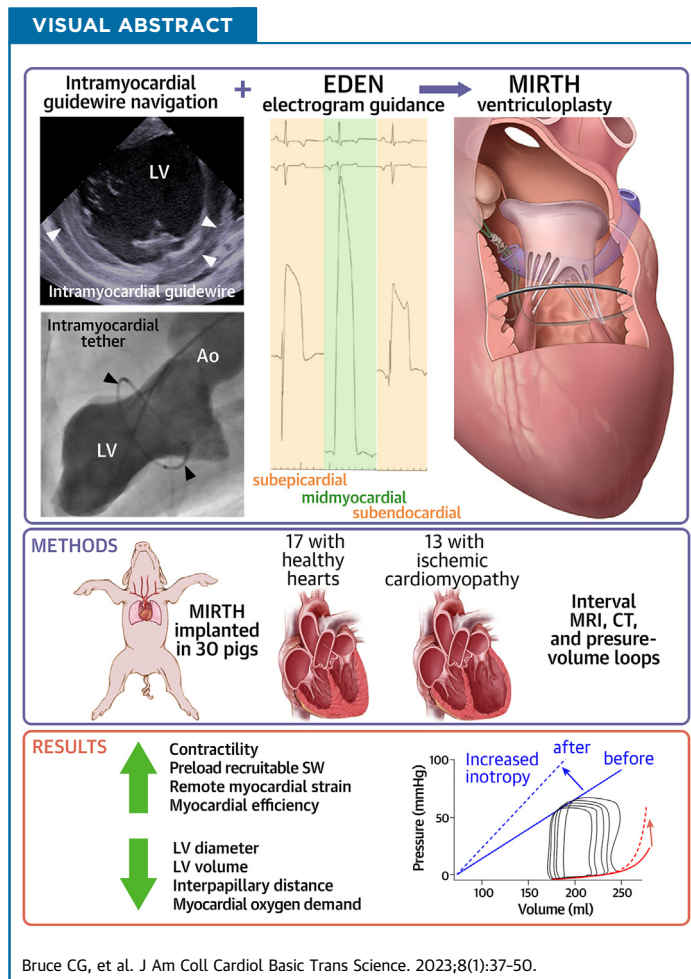 VISUAL ABSTRACT
Intramyocardial
guidewire navigation
+
EDEN
electrogram guidance
MIRTH
ventriculoplasty
LV
Intramyocardial guidewire
Intramyocardial
tether
Ao
LV
subepicardial
midmyocardial
subendocardial
METHODS
MIRTH
implanted
in 30 pigs
17 with
healthy
hearts
13 with
ischemic
cardiomyopathy
Interval
MRI, CT,
and presure-
volume loops
RESULTS
Contractility
Preload recruitable SW
Remote myocardial strain
Myocardial efficiency
LV diameter
LV volume
Interpapillary distance
Myocardial oxygen demand
Increased
inotropy
after
before
Pressure (mmHg)
100
50
0
100
150
200
250
Volume (ml)
Bruce CG, et al. J Am Coll Cardiol Basic Trans Science. 2023;8(1):37-50.